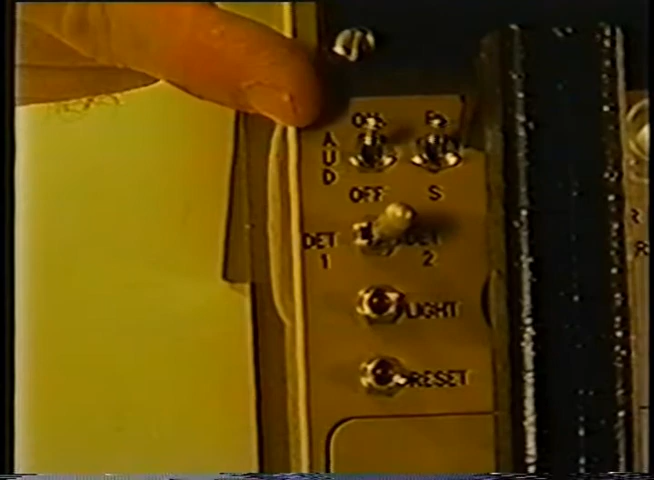 ON
AUD
OFF S
DET 1 DET 2
LIGHT
RESET
R